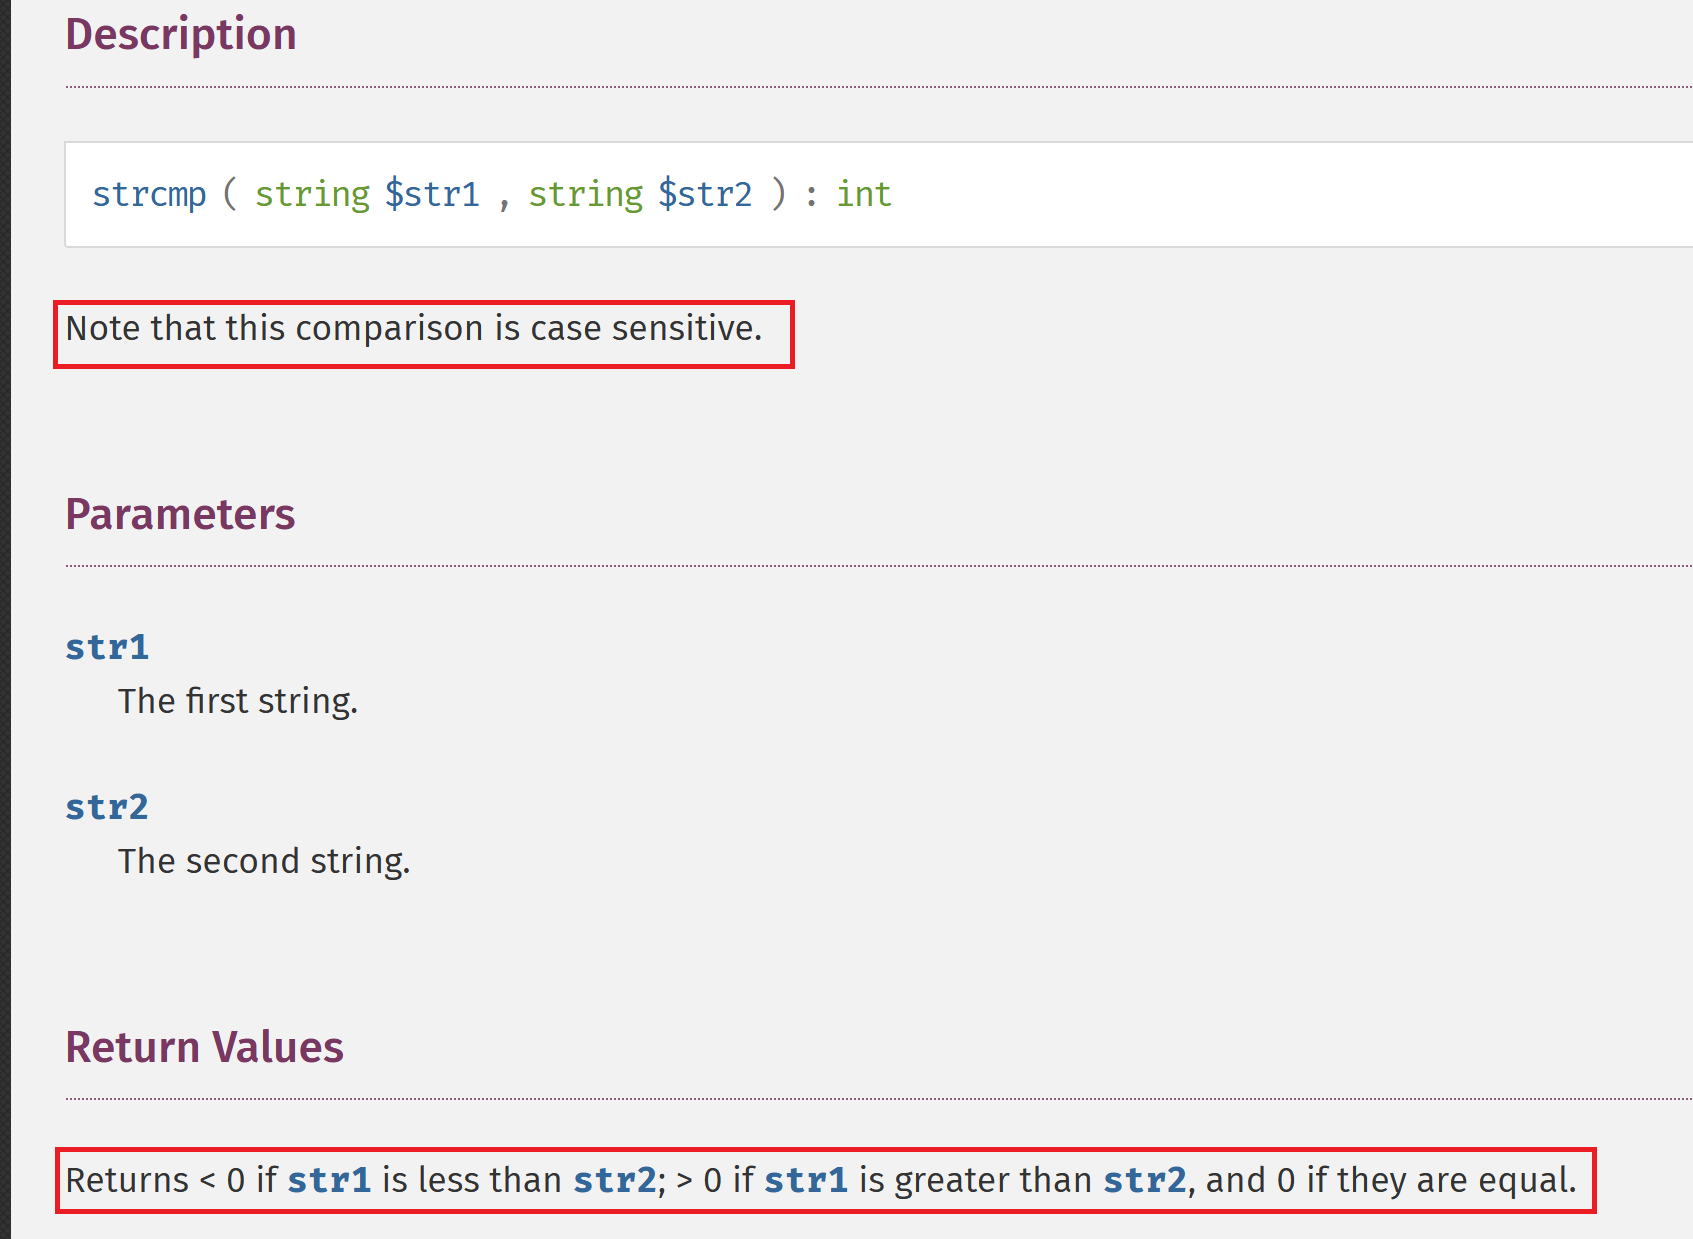 Description
strcmp ( string $str1 , string $str2 ) : int
Note that this comparison is case sensitive.
Parameters
str1
The first string.
str2
The second string.
Return Values
Returns < 0 if str1 is less than str2; > 0 if str1 is greater than str2, and 0 if they are equal.